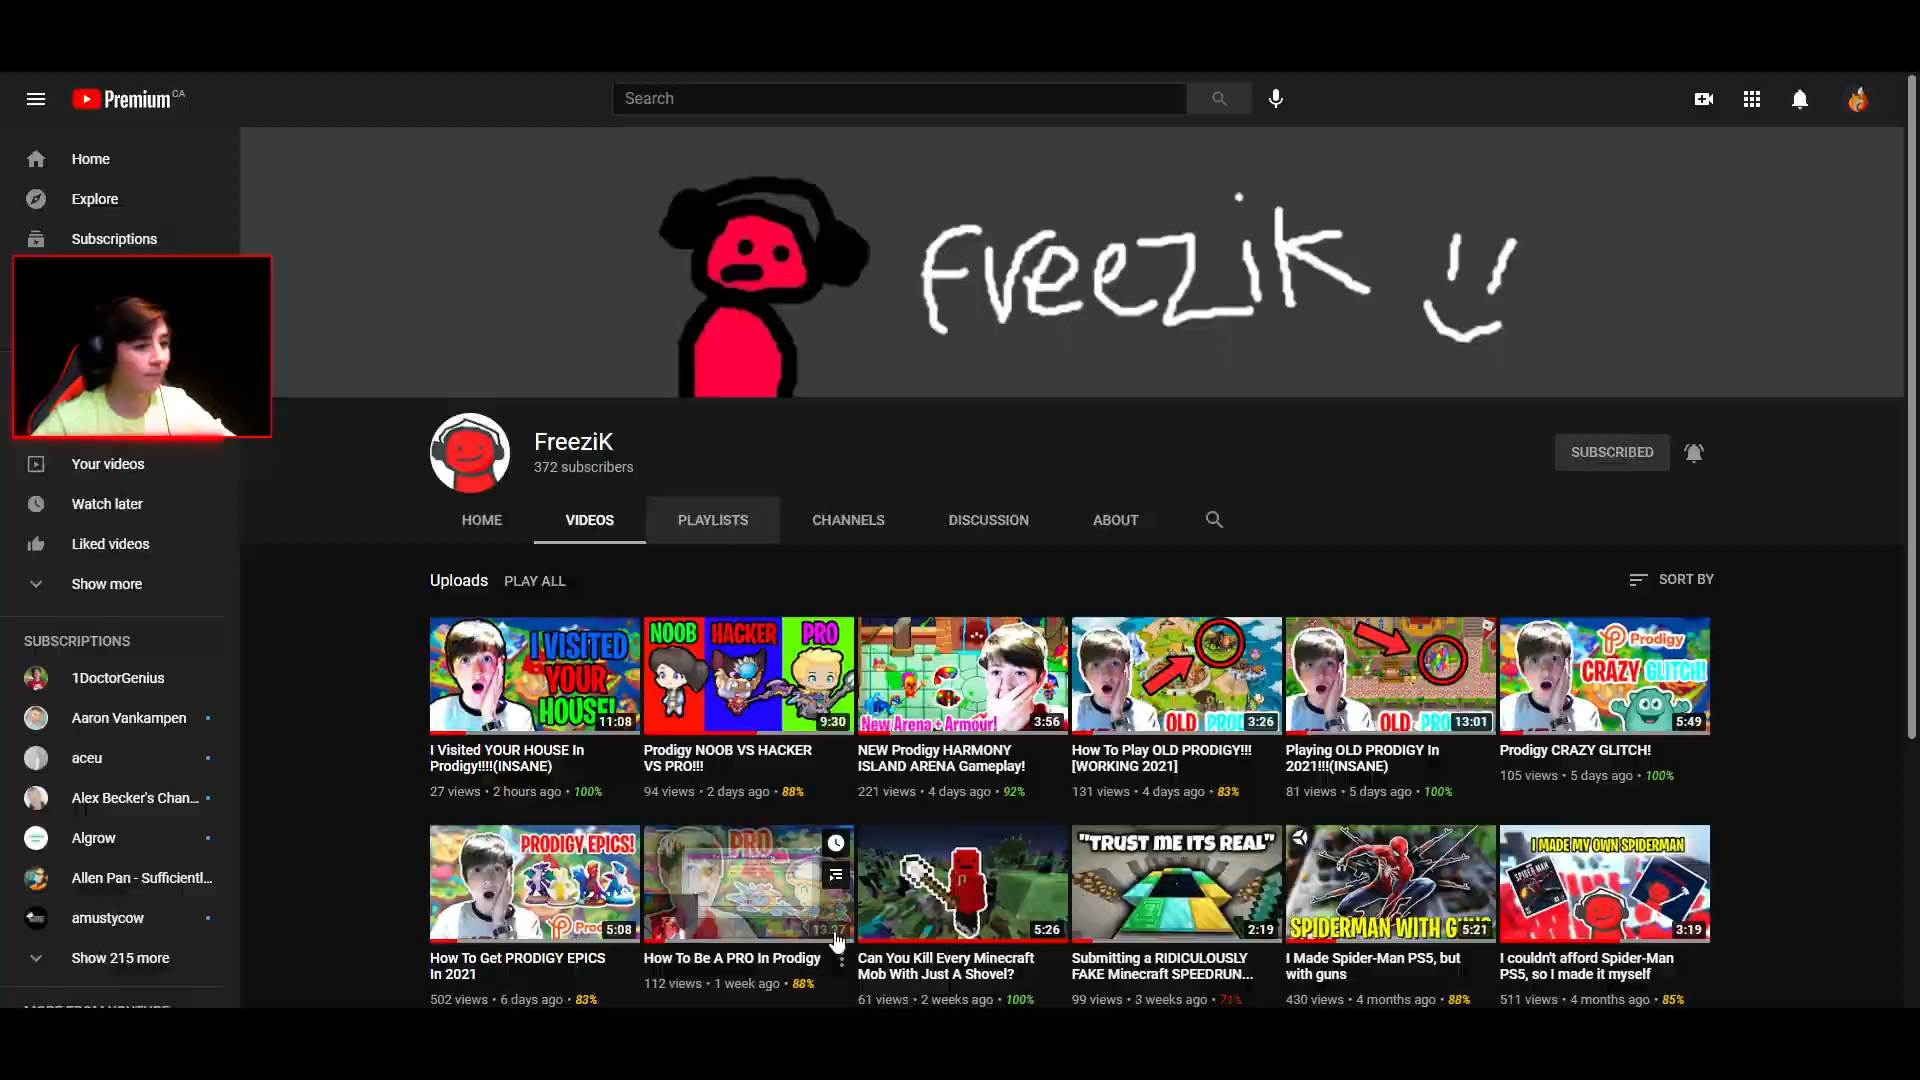 Premium CA
Search
Home
Explore
Subscriptions
Your videos
Watch later
Liked videos
Show more
SUBSCRIPTIONS
1DoctorGenius
Aaron Vankampen
aceu
Alex Becker's Chan...
Algrow
Allen Pan - Sufficientl...
amustycow
Show 215 more
FreeziK
FreeziK
372 subscribers
SUBSCRIBED
HOME VIDEOS PLAYLISTS CHANNELS DISCUSSION ABOUT
Uploads PLAY ALL SORT BY
I VISITED
YOUR
HOUSE!
11:08
NOOB HACKER PRO
9:30
New Arena + Armour!
3:56
OLD
3:26
OLD
13:01
Prodigy
CRAZY GLITCH!
5:49
I Visited YOUR HOUSE In
Prodigy!!!!(INSANE)
27 views • 2 hours ago • 100%
Prodigy NOOB VS HACKER
VS PRO!!!
94 views • 2 days ago • 88%
NEW Prodigy HARMONY
ISLAND ARENA Gameplay!
221 views • 4 days ago • 92%
How To Play OLD PRODIGY!!!
[WORKING 2021]
131 views • 4 days ago • 83%
Playing OLD PRODIGY In
2021!!!(INSANE)
81 views • 5 days ago • 100%
Prodigy CRAZY GLITCH!
105 views • 5 days ago • 100%
PRODIGY EPICS!
5:08
PRO
5:26
"TRUST ME ITS REAL"
2:19
SPIDERMAN WITH
5:21
I MADE MY OWN SPIDERMAN
3:19
How To Get PRODIGY EPICS
In 2021
502 views • 6 days ago • 83%
How To Be A PRO In Prodigy
112 views • 1 week ago • 88%
Can You Kill Every Minecraft
Mob With Just A Shovel?
61 views • 2 weeks ago • 100%
Submitting a RIDICULOUSLY
FAKE Minecraft SPEEDRUN...
99 views • 3 weeks ago • 71%
I Made Spider-Man PS5, but
with guns
430 views • 4 months ago • 88%
I couldn't afford Spider-Man
PS5, so I made it myself
511 views • 4 months ago • 85%